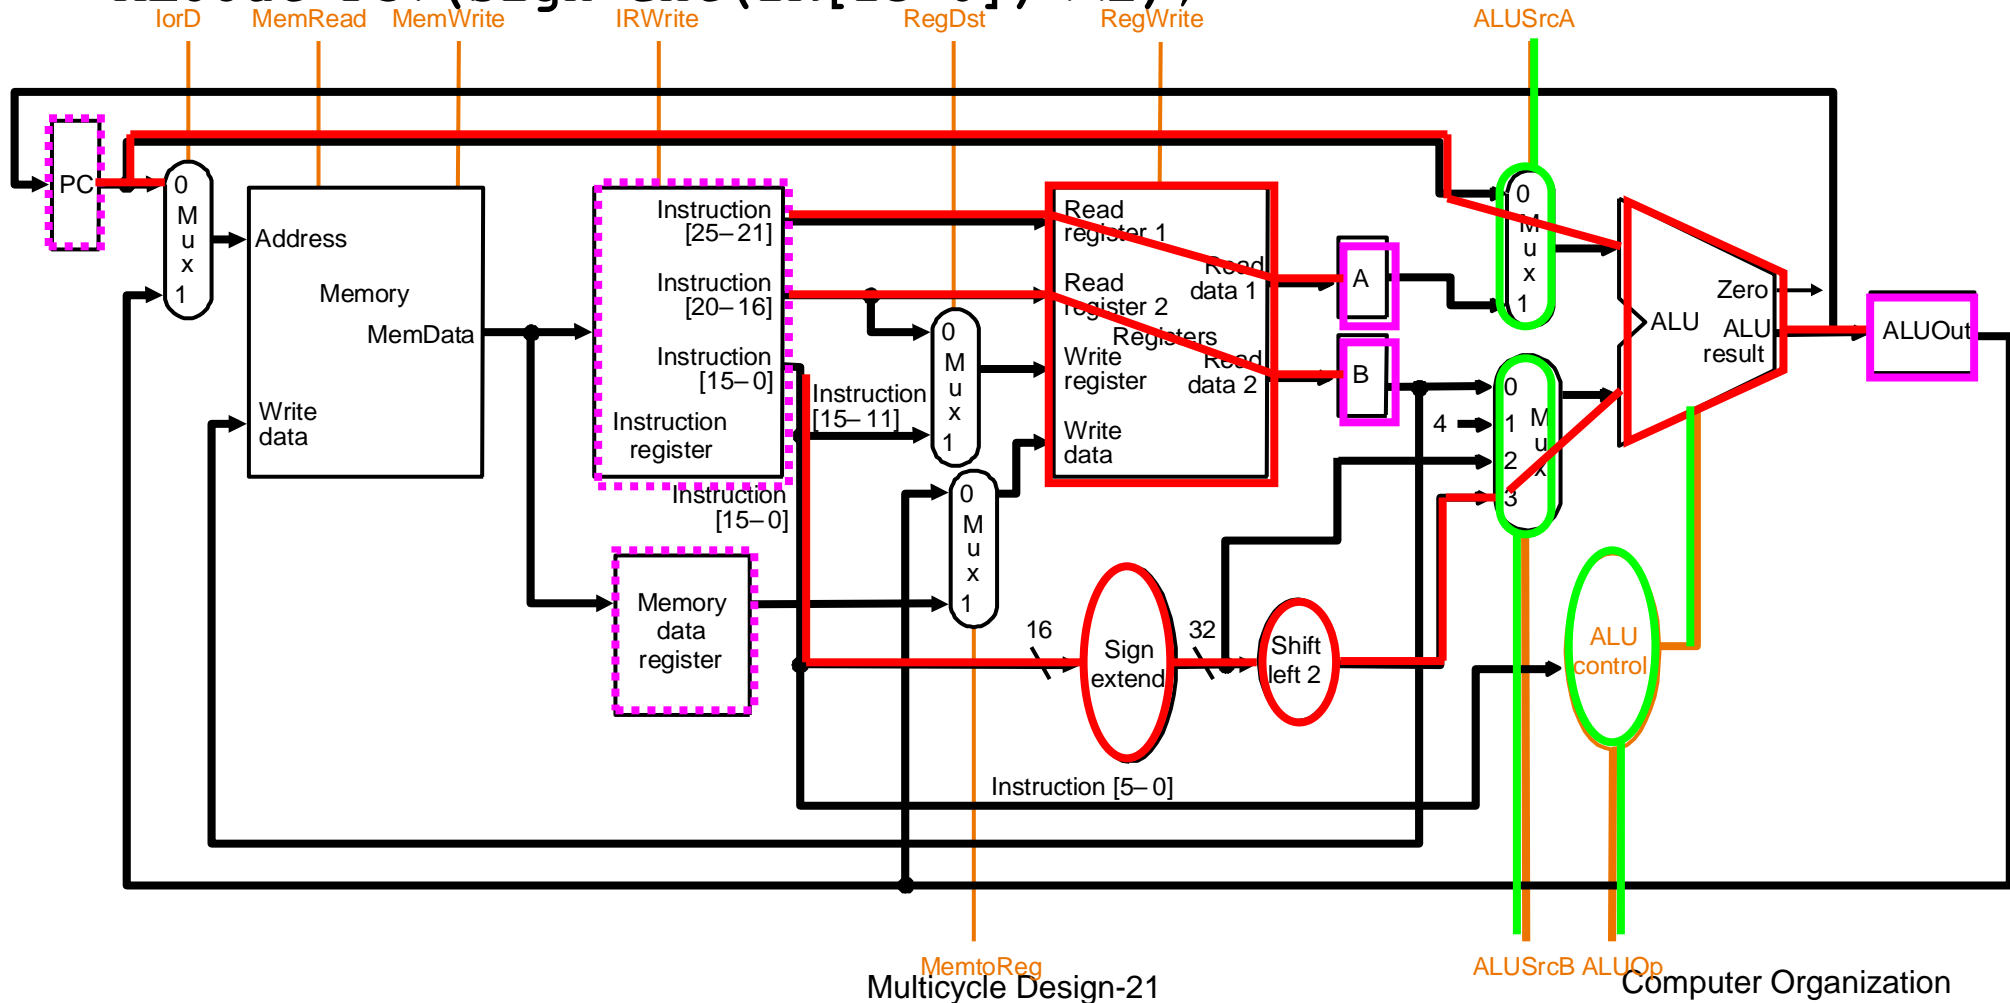 IorD MemRead MemWrite IRWrite RegDst RegWrite ALUSrcA
PC
0
M
u
x
1
Address
Memory
MemData
Write
data
Instruction
[25–21]
Instruction
[20–16]
Instruction
[15–0]
Instruction
register
Instruction
[15–0]
Memory
data
register
Instruction
[15–11]
0
M
u
x
1
0
M
u
x
1
Read
register 1
Read
register 2
Registers
Write
register
Write
data
Read
data 1
Read
data 2
A
B
4
0
M
u
x
1
0
1
2
3
M
u
x
Zero
ALU
ALU
result
ALUOut
16
Sign
extend
32
Shift
left 2
ALU
control
Instruction [5–0]
MemtoReg
ALUSrcB ALUOp
Multicycle Design-21
Computer Organization